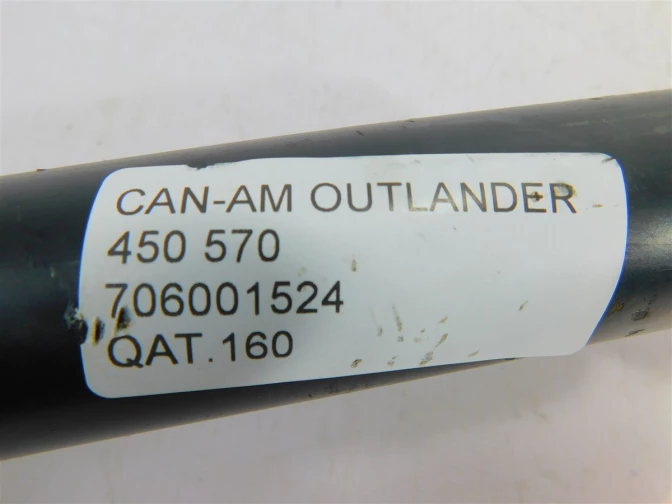 CAN-AM OUTLANDER
450 570
706001524
QAT.160